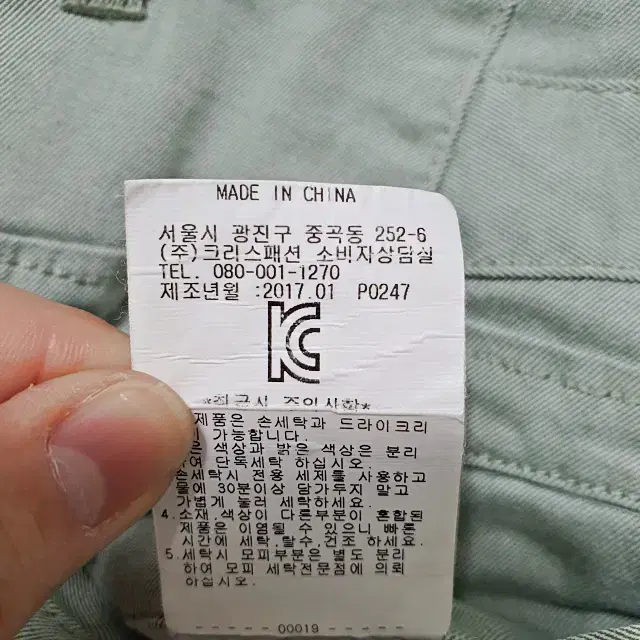 MADE IN CHINA
서울시 광진구 중곡동 252-6
(주)크리스패션 소비자상담실
TEL. 080-001-1270
제조년월 :2017.01 P0247
KC
제품은 손세탁과 드라이크리
가능합니다.
색상과 밝은 색상은 분리
하여 단독세탁 하십시오.
손세탁시 전용 세제를 사용하고
물에 30분이상 담가두지 말고
가볍게 눌러 세탁하세요.
4.소재 색상이 다른부분이 혼합된
제품은 이염될 수 있으니 빠른
시간에 세탁,탈수,건조 하세요.
5.세탁시 모피부분은 별도 분리
하여 모피 세탁전문점에 의뢰
하십시오.
- - - - - 00019 - - - - -